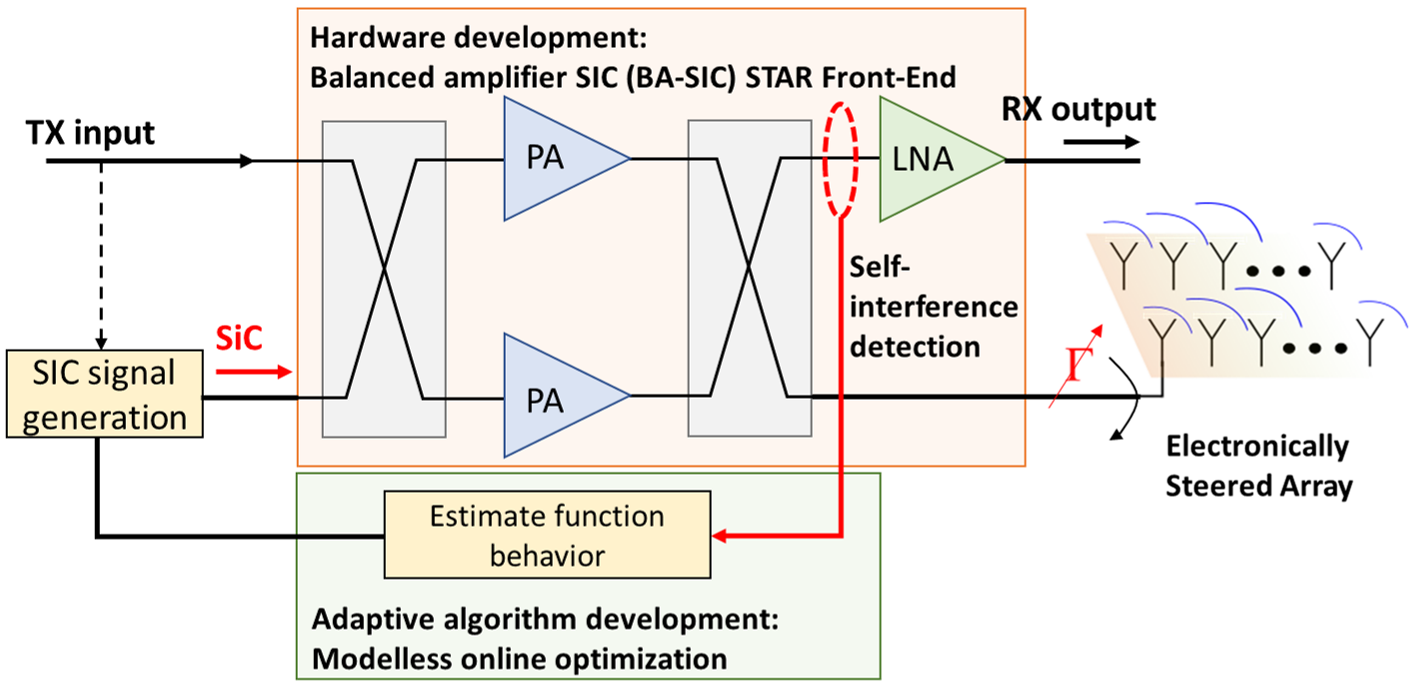 Hardware development:
Balanced amplifier SIC (BA-SIC) STAR Front-End
TX input
PA
LNA
RX output
Self-
interference
detection
SiC
SIC signal
generation
PA
Γ
Electronically
Steered Array
Estimate function
behavior
Adaptive algorithm development:
Modelless online optimization